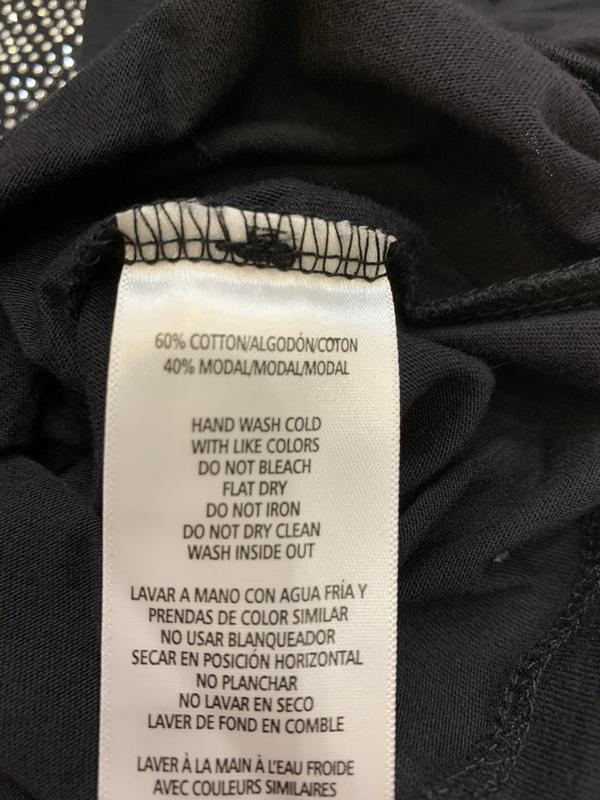 60% COTTON/ALGODÓN/COTON
40% MODAL/MODAL/MODAL
HAND WASH COLD
WITH LIKE COLORS
DO NOT BLEACH
FLAT DRY
DO NOT IRON
DO NOT DRY CLEAN
WASH INSIDE OUT
LAVAR A MANO CON AGUA FRÍA Y
PRENDAS DE COLOR SIMILAR
NO USAR BLANQUEADOR
SECAR EN POSICIÓN HORIZONTAL
NO PLANCHAR
NO LAVAR EN SECO
LAVER DE FOND EN COMBLE
LAVER À LA MAIN À L'EAU FROIDE
AVEC COULEURS SIMILAIRES